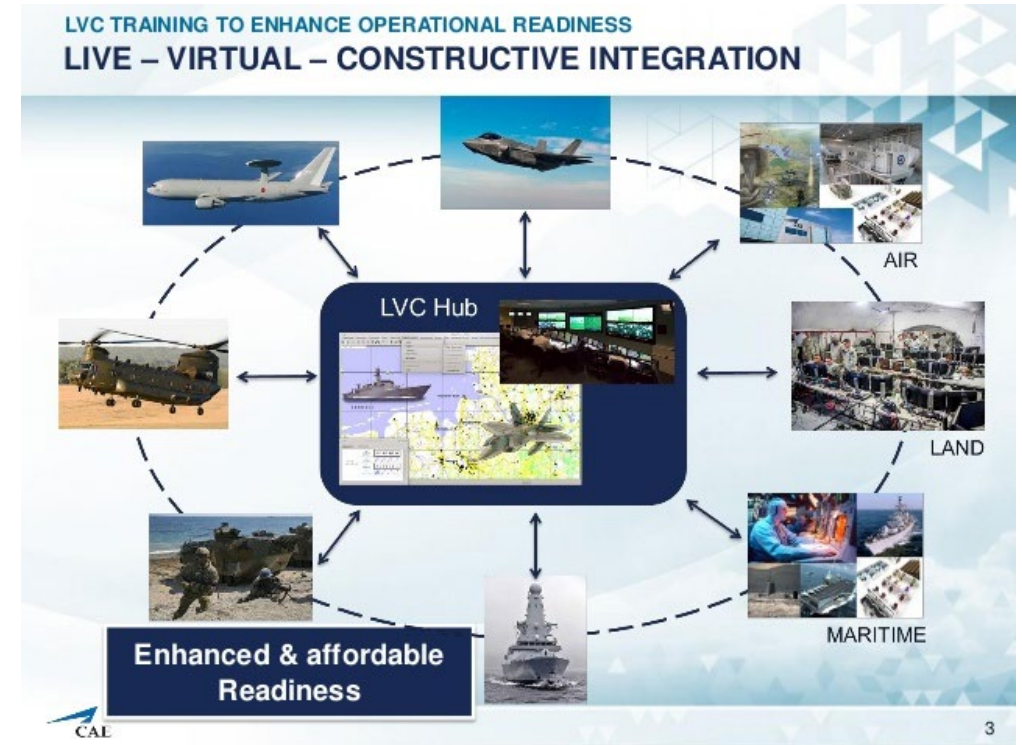 LVC TRAINING TO ENHANCE OPERATIONAL READINESS
LIVE – VIRTUAL – CONSTRUCTIVE INTEGRATION
AIR
LVC Hub
LAND
MARITIME
Enhanced & affordable
Readiness
CAE
3